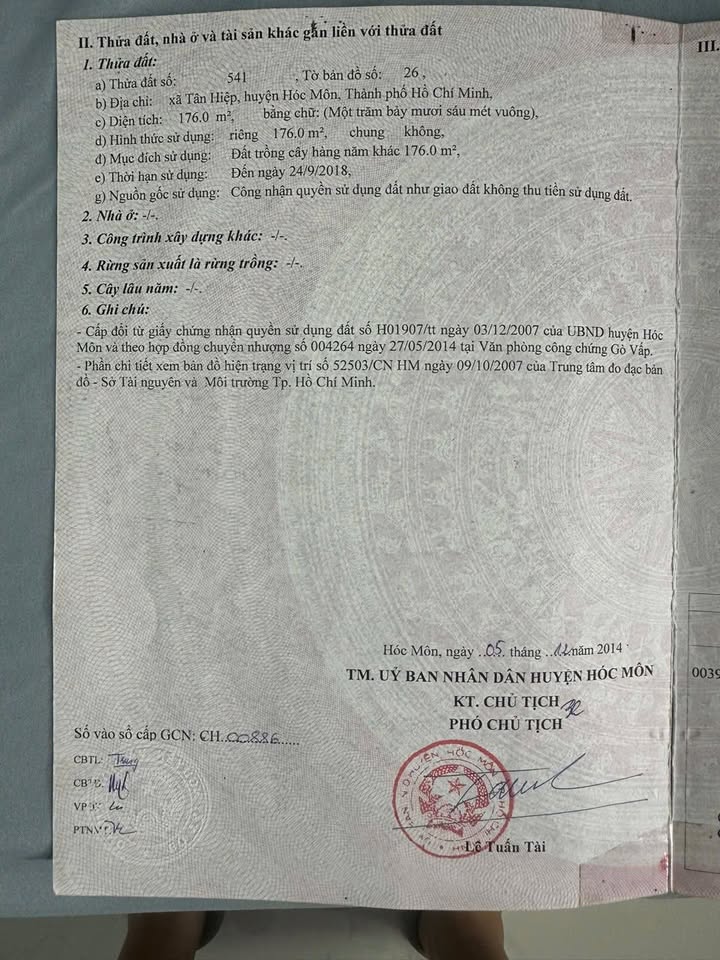 II. Thửa đất, nhà ở và tài sản khác gắn liền với thửa đất
1. Thửa đất:
a) Thửa đất số: 541 , Tờ bản đồ số: 26 ,
b) Địa chỉ: xã Tân Hiệp, huyện Hóc Môn, Thành phố Hồ Chí Minh,
c) Diện tích: 176.0 m², bằng chữ: (Một trăm bảy mươi sáu mét vuông),
d) Hình thức sử dụng: riêng 176.0 m², chung không,
đ) Mục đích sử dụng: Đất trồng cây hàng năm khác 176.0 m²,
e) Thời hạn sử dụng: Đến ngày 24/9/2018,
g) Nguồn gốc sử dụng: Công nhận quyền sử dụng đất như giao đất không thu tiền sử dụng đất.
2. Nhà ở: -/-.
3. Công trình xây dựng khác: -/-.
4. Rừng sản xuất là rừng trồng: -/-.
5. Cây lâu năm: -/-.
6. Ghi chú:
- Cấp đổi từ giấy chứng nhận quyền sử dụng đất số H01907/tt ngày 03/12/2007 của UBND huyện Hóc
Môn và theo hợp đồng chuyển nhượng số 004264 ngày 27/05/2014 tại Văn phòng công chứng Gò Vấp.
- Phần chi tiết xem bản đồ hiện trạng vị trí số 52503/CN HM ngày 09/10/2007 của Trung tâm đo đạc bản
đồ - Sở Tài nguyên và Môi trường Tp. Hồ Chí Minh.
Hóc Môn, ngày ..05. tháng ..12.năm 2014
TM. UỶ BAN NHÂN DÂN HUYỆN HÓC MÔN
KT. CHỦ TỊCH
PHÓ CHỦ TỊCH
Số vào sổ cấp GCN: CH.00886......
CBTL: Trung
PTNMT
Lê Tuấn Tài
III.
0039